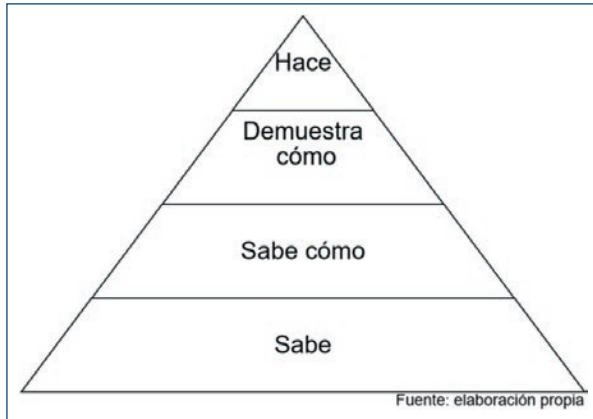 Hace
Demuestra
cómo
Sabe cómo
Sabe
Fuente: elaboración propia